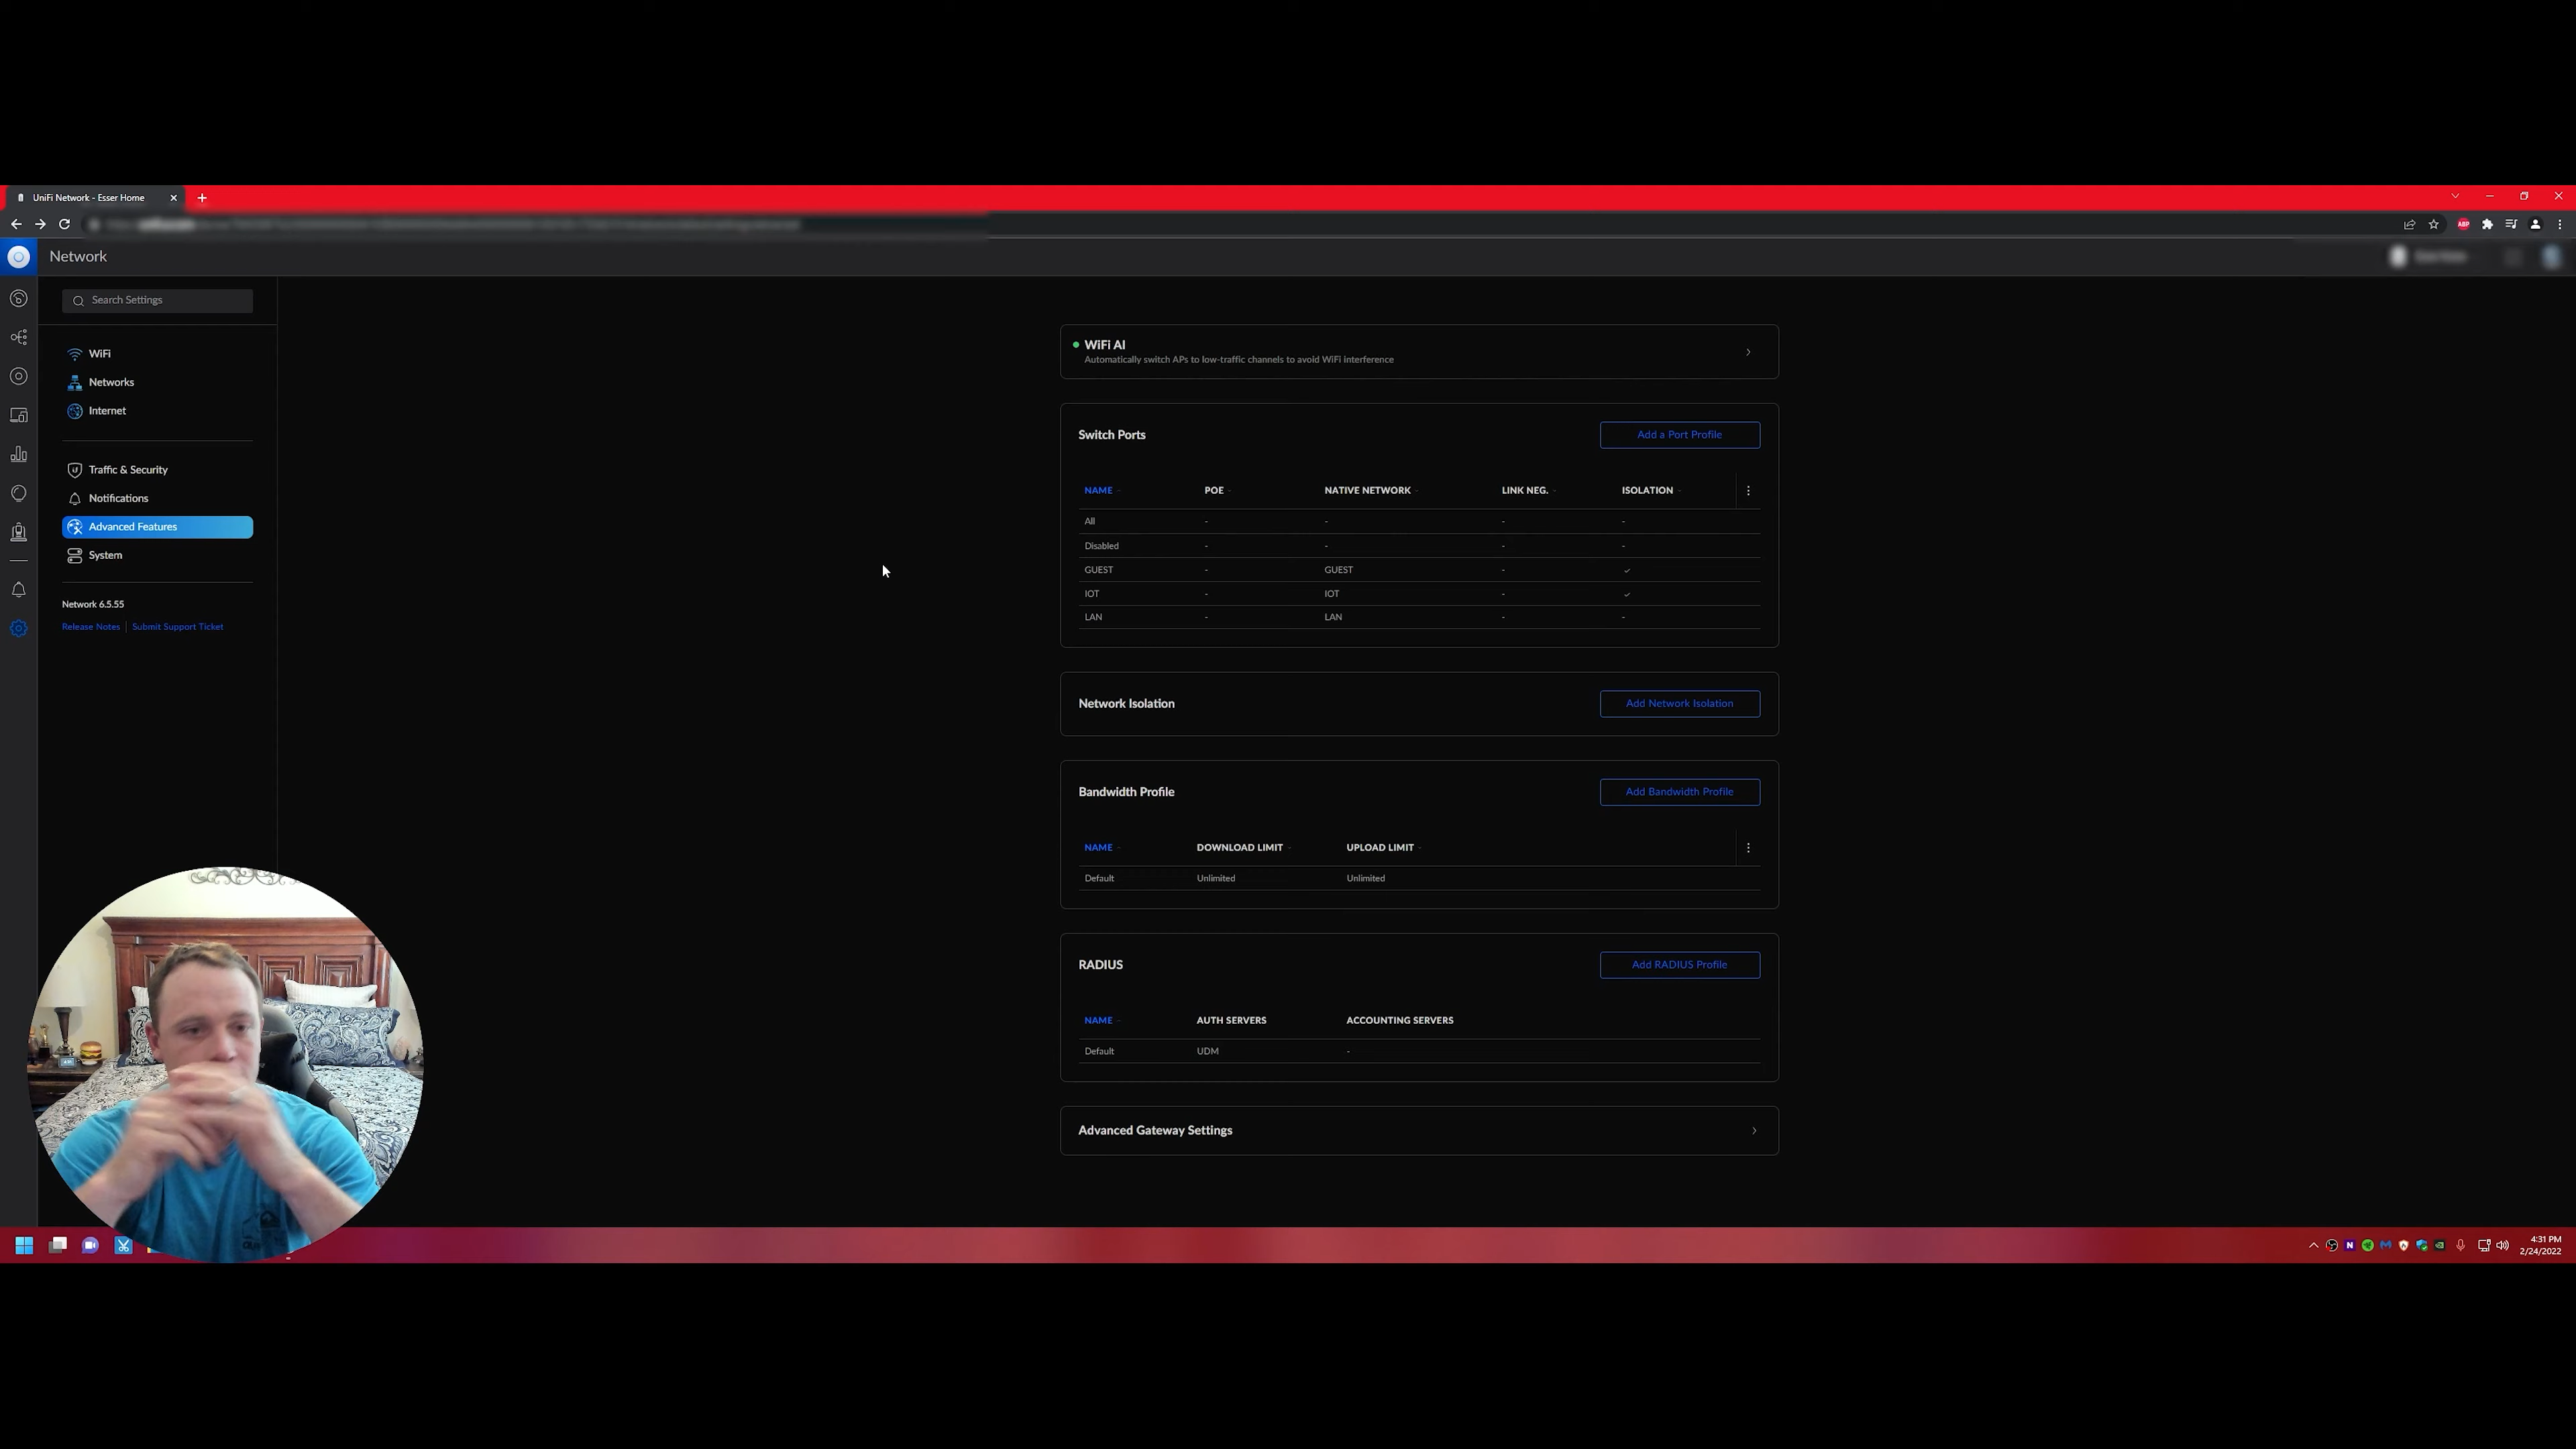 UniFi Network - Esser Home
Network
Search Settings
WiFi
Networks
Internet
Traffic & Security
Notifications
Advanced Features
System
Network 6.5.55
Release Notes | Submit Support Ticket
WiFi AI
Automatically switch APs to low-traffic channels to avoid WiFi interference
Switch Ports
Add a Port Profile
NAME POE NATIVE NETWORK LINK NEG. ISOLATION
All - - - -
Disabled - - - -
GUEST - GUEST -
IOT - IOT -
LAN - LAN - -
Network Isolation
Add Network Isolation
Bandwidth Profile
Add Bandwidth Profile
NAME DOWNLOAD LIMIT UPLOAD LIMIT
Default Unlimited Unlimited
RADIUS
Add RADIUS Profile
NAME AUTH SERVERS ACCOUNTING SERVERS
Default UDM -
Advanced Gateway Settings
ABP
N
4:31 PM
2/24/2022